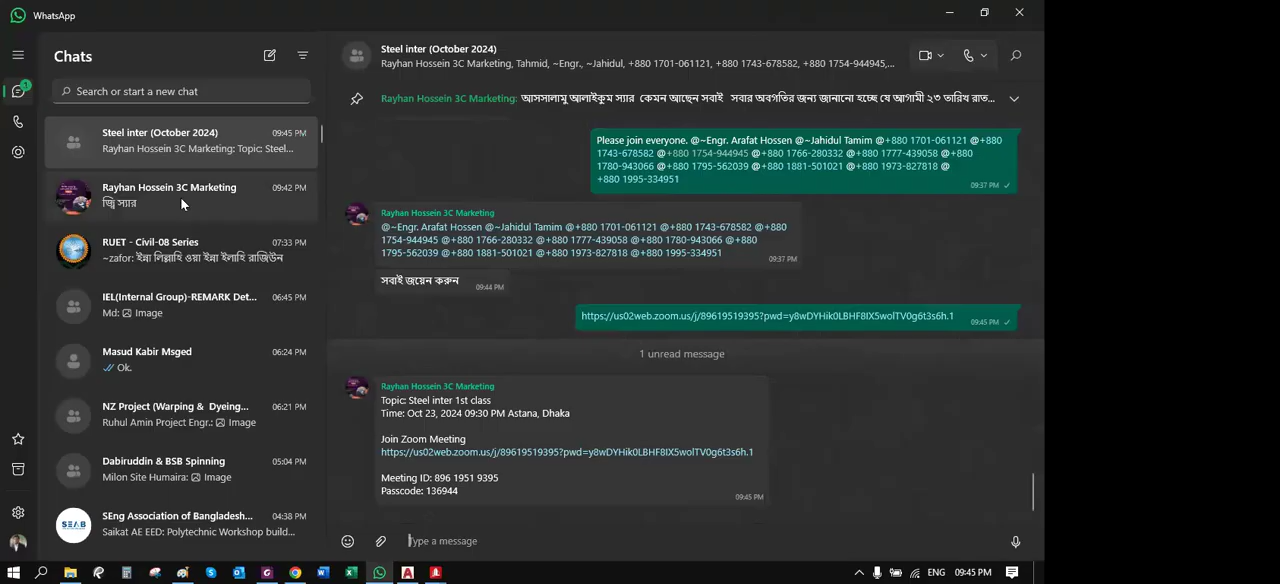 WhatsApp
Chats
Search or start a new chat
Steel inter (October 2024) 09:45 PM
Rayhan Hossein 3C Marketing: Topic: Steel...
Rayhan Hossein 3C Marketing 09:42 PM
জ্বি স্যার
RUET - Civil-08 Series 07:33 PM
~zafor: ইন্না লিল্লাহি ওয়া ইন্না ইলাহি রাজিউন
IEL(Internal Group)-REMARK Det... 06:45 PM
Md: Image
Masud Kabir Msged 06:24 PM
Ok.
NZ Project (Warping & Dyeing... 06:21 PM
Ruhul Amin Project Engr.: Image
Dabiruddin & BSB Spinning 05:04 PM
Milon Site Humaira: Image
SEng Association of Bangladesh... 04:38 PM
Saikat AE EED: Polytechnic Workshop build...
SEAB
Steel inter (October 2024)
Rayhan Hossein 3C Marketing, Tahmid, ~Engr., ~Jahidul, +880 1701-061121, +880 1743-678582, +880 1754-944945,...
Rayhan Hossein 3C Marketing: আসসালামু আলাইকুম স্যার কেমন আছেন সবাই সবার অবগতির জন্য জানানো হচ্ছে যে আগামী ২৩ তারিখ রাত...
Please join everyone. @~Engr. Arafat Hossen @~Jahidul Tamim @+880 1701-061121 @+880
1743-678582 @+880 1754-944945 @+880 1766-280332 @+880 1777-439058 @+880
1780-943066 @+880 1795-562039 @+880 1881-501021 @+880 1973-827818 @
+880 1995-334951
09:37 PM
Rayhan Hossein 3C Marketing
@~Engr. Arafat Hossen @~Jahidul Tamim @+880 1701-061121 @+880 1743-678582 @+880
1754-944945 @+880 1766-280332 @+880 1777-439058 @+880 1780-943066 @+880
1795-562039 @+880 1881-501021 @+880 1973-827818 @+880 1995-334951
09:37 PM
সবাই জয়েন করুন 09:44 PM
https://us02web.zoom.us/j/89619519395?pwd=y8wDYHik0LBHF8IX5wolTV0g6t3s6h.1
09:45 PM
1 unread message
Rayhan Hossein 3C Marketing
Topic: Steel inter 1st class
Time: Oct 23, 2024 09:30 PM Astana, Dhaka
Join Zoom Meeting
https://us02web.zoom.us/j/89619519395?pwd=y8wDYHik0LBHF8IX5wolTV0g6t3s6h.1
Meeting ID: 896 1951 9395
Passcode: 136944
09:45 PM
Type a message
ENG 09:45 PM